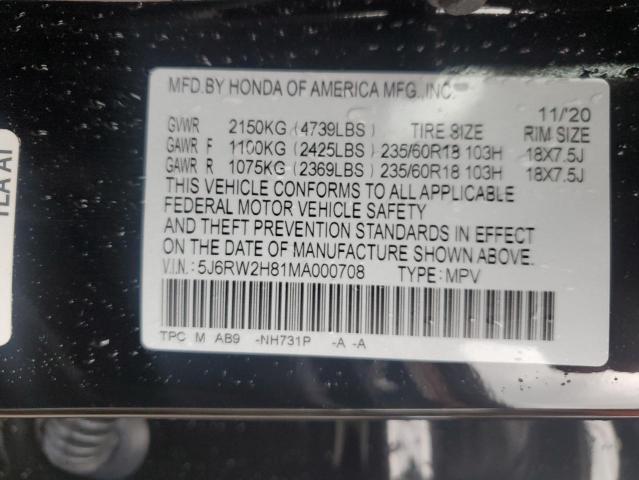 MFD.BY HONDA OF AMERICA MFG.,INC.
11/'20
GVWR 2150KG (4739LBS) TIRE SIZE RIM SIZE
GAWR F 1100KG (2425LBS) 235/60R18 103H 18X7.5J
GAWR R 1075KG (2369LBS) 235/60R18 103H 18X7.5J
THIS VEHICLE CONFORMS TO ALL APPLICABLE
FEDERAL MOTOR VEHICLE SAFETY
AND THEFT PREVENTION STANDARDS IN EFFECT
ON THE DATE OF MANUFACTURE SHOWN ABOVE.
V.I.N.:5J6RW2H81MA000708 TYPE:MPV
TPC M AB9 -NH731P -A -A
TLA A1